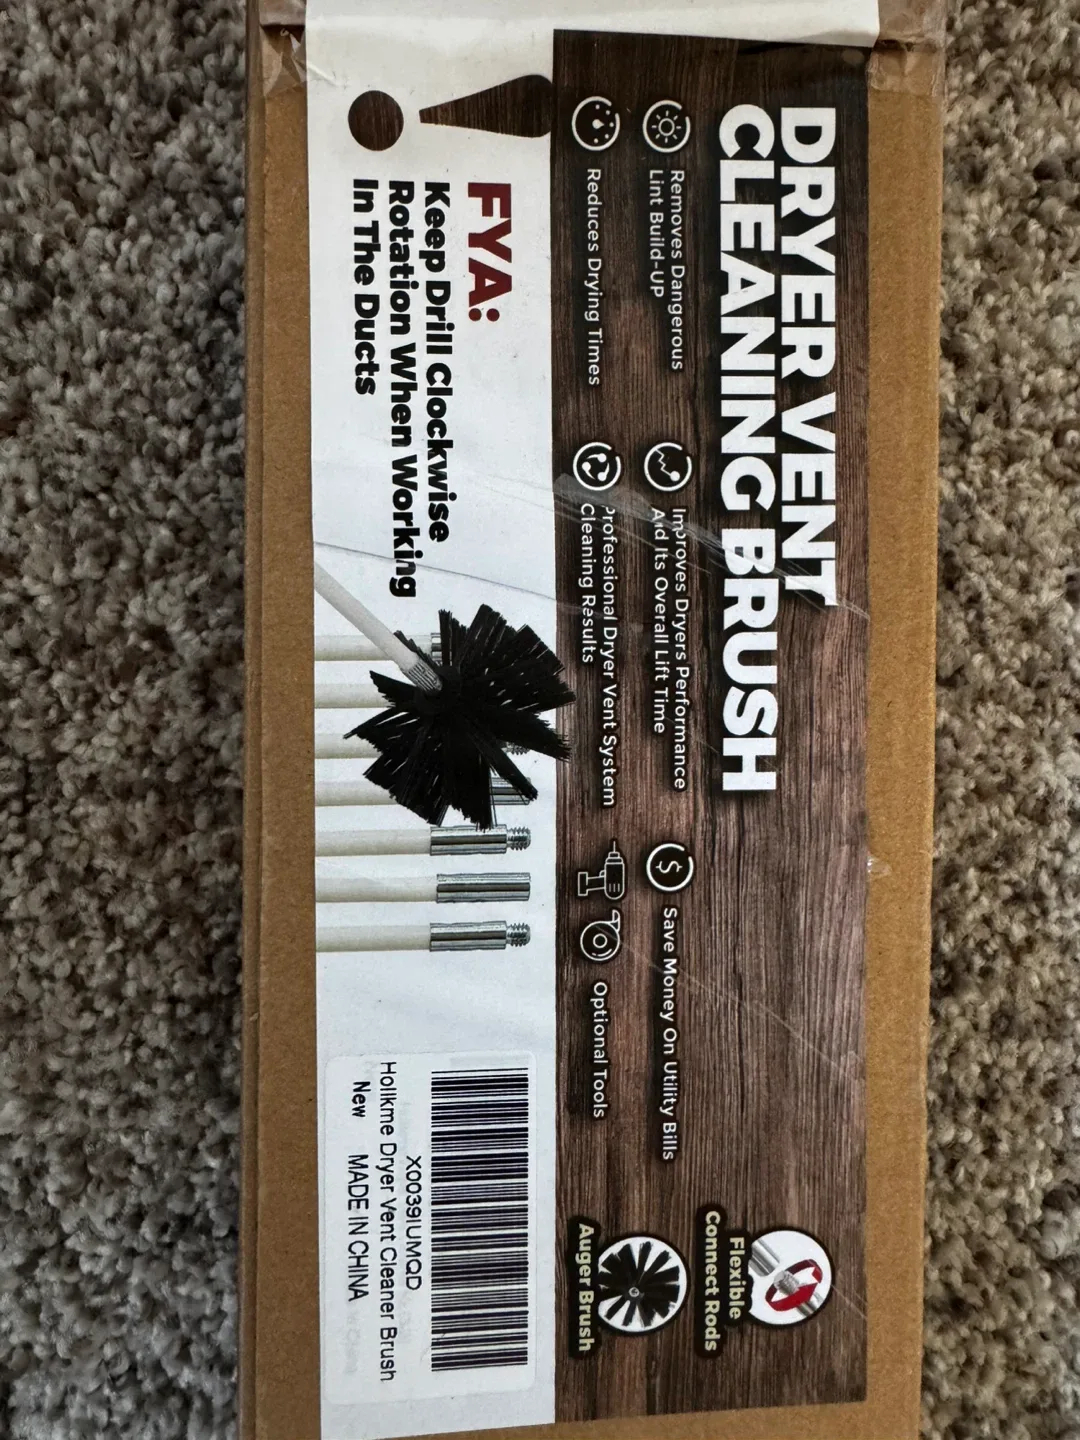 DRYER VENT
CLEANING BRUSH
Removes Dangerous
Lint Build-UP
Improves Dryers Performance
And Its Overall Lift Time
Save Money On Utility Bills
Reduces Drying Times
Professional Dryer Vent System
Cleaning Rasults
Optional Tools
Flexible
Connect Rods
Auger Brush
FYA:
Keep Drill Clockwise
Rotation When Working
In The Ducts
X0039IUMQD
Holikme Dryer Vent Cleaner Brush
New MADE IN CHINA